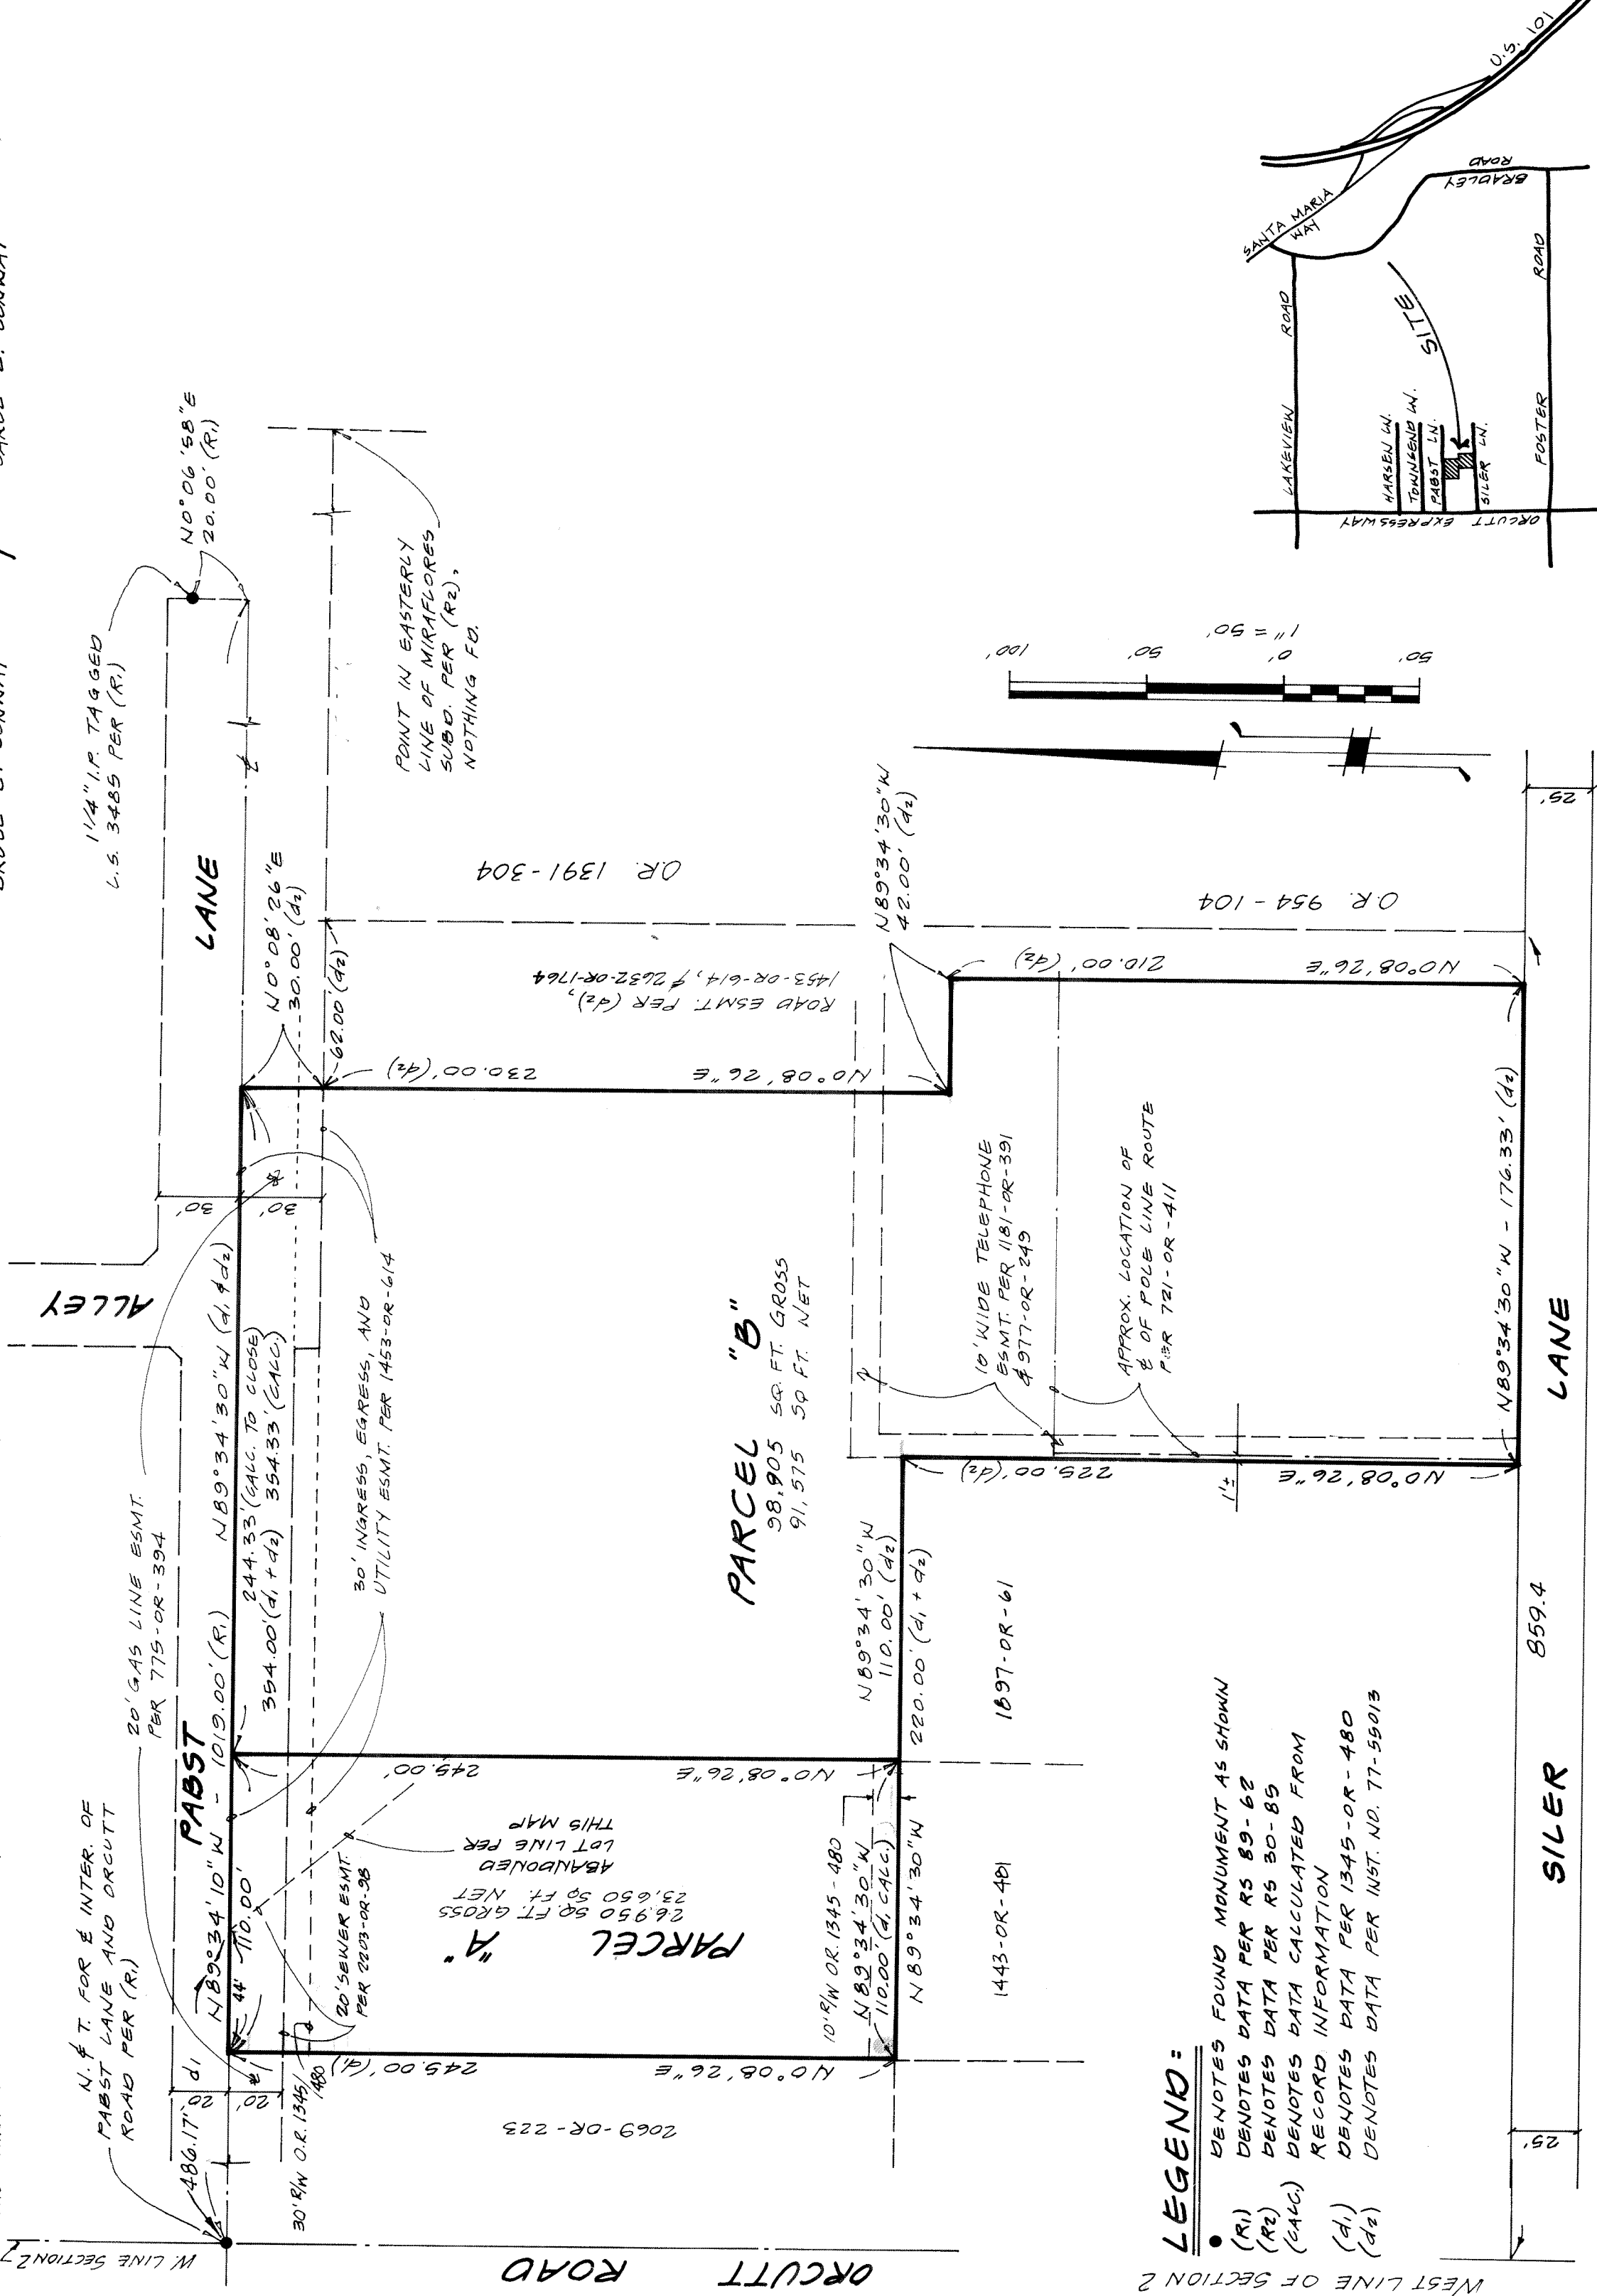 N. & T. FOR ℄ INTER. OF
PABST LANE AND ORCUTT
ROAD PER (R1)
20' GAS LINE ESMT.
PER 775-OR-394
1 1/4" I.P. TAGGED
L.S. 3485 PER (R1)
N0°06'58"E
20.00' (R1)
W. LINE SECTION 2
486.17'
20'
20'
d1
PABST
ALLEY
LANE
30'
30'
N89°34'10"W - 1019.00' (R1)
N89°34'30"W (d1 & d2)
44'
110.00'
244.33' (CALC. TO CLOSE)
354.00' (d1 + d2)
354.33' (CALC.)
N0°08'26"E
30.00' (d2)
62.00' (d2)
POINT IN EASTERLY
LINE OF MIRAFLORES
SUBD. PER (R2),
NOTHING FD.
30' R/W O.R. 1345/
480
20' SEWER ESMT.
PER 2203-OR-98
30' INGRESS, EGRESS, AND
UTILITY ESMT. PER 1453-OR-614
ORCUTT ROAD
2069-OR-223
N0°08'26"E 245.00' (d1)
PARCEL "A"
26,950 SQ. FT. GROSS
23,650 SQ. FT. NET
ABANDONED
LOT LINE PER
THIS MAP
N0°08'26"E 245.00'
PARCEL "B"
98,905 SQ. FT. GROSS
91,575 SQ FT. NET
N0°08'26"E 230.00' (d2)
ROAD ESMT. PER (d2),
1453-OR-614, & 2632-OR-1764
O.R. 1391-304
10' R/W O.R. 1345-480
N89°34'30"W
110.00' (d1 CALC.)
N89°34'30"W
220.00' (d1 + d2)
N89°34'30"W
110.00' (d2)
N89°34'30"W
42.00' (d2)
1443-OR-481
1897-OR-61
N0°08'26"E 225.00' (d2)
1'±
10' WIDE TELEPHONE
ESMT. PER 1181-OR-391
& 977-OR-249
APPROX. LOCATION OF
℄ OF POLE LINE ROUTE
PER 721-OR-411
N0°08'26"E 210.00' (d2)
O.R. 954-104
N89°34'30"W - 176.33' (d2)
859.4
SILER LANE
25'
25'
WEST LINE OF SECTION 2
LEGEND:
● DENOTES FOUND MONUMENT AS SHOWN
(R1) DENOTES DATA PER RS 89-62
(R2) DENOTES DATA PER RS 30-85
(CALC.) DENOTES DATA CALCULATED FROM
RECORD INFORMATION
(d1) DENOTES DATA PER 1345-OR-480
(d2) DENOTES DATA PER INST. NO. 77-55013
50' 0' 50' 100'
1" = 50'
LAKEVIEW ROAD
SANTA MARIA
WAY
U.S. 101
BRADLEY
ROAD
HARSEN LN.
TOWNSEND LN.
PABST LN.
SILER LN.
SITE
ORCUTT EXPRESSWAY
FOSTER ROAD